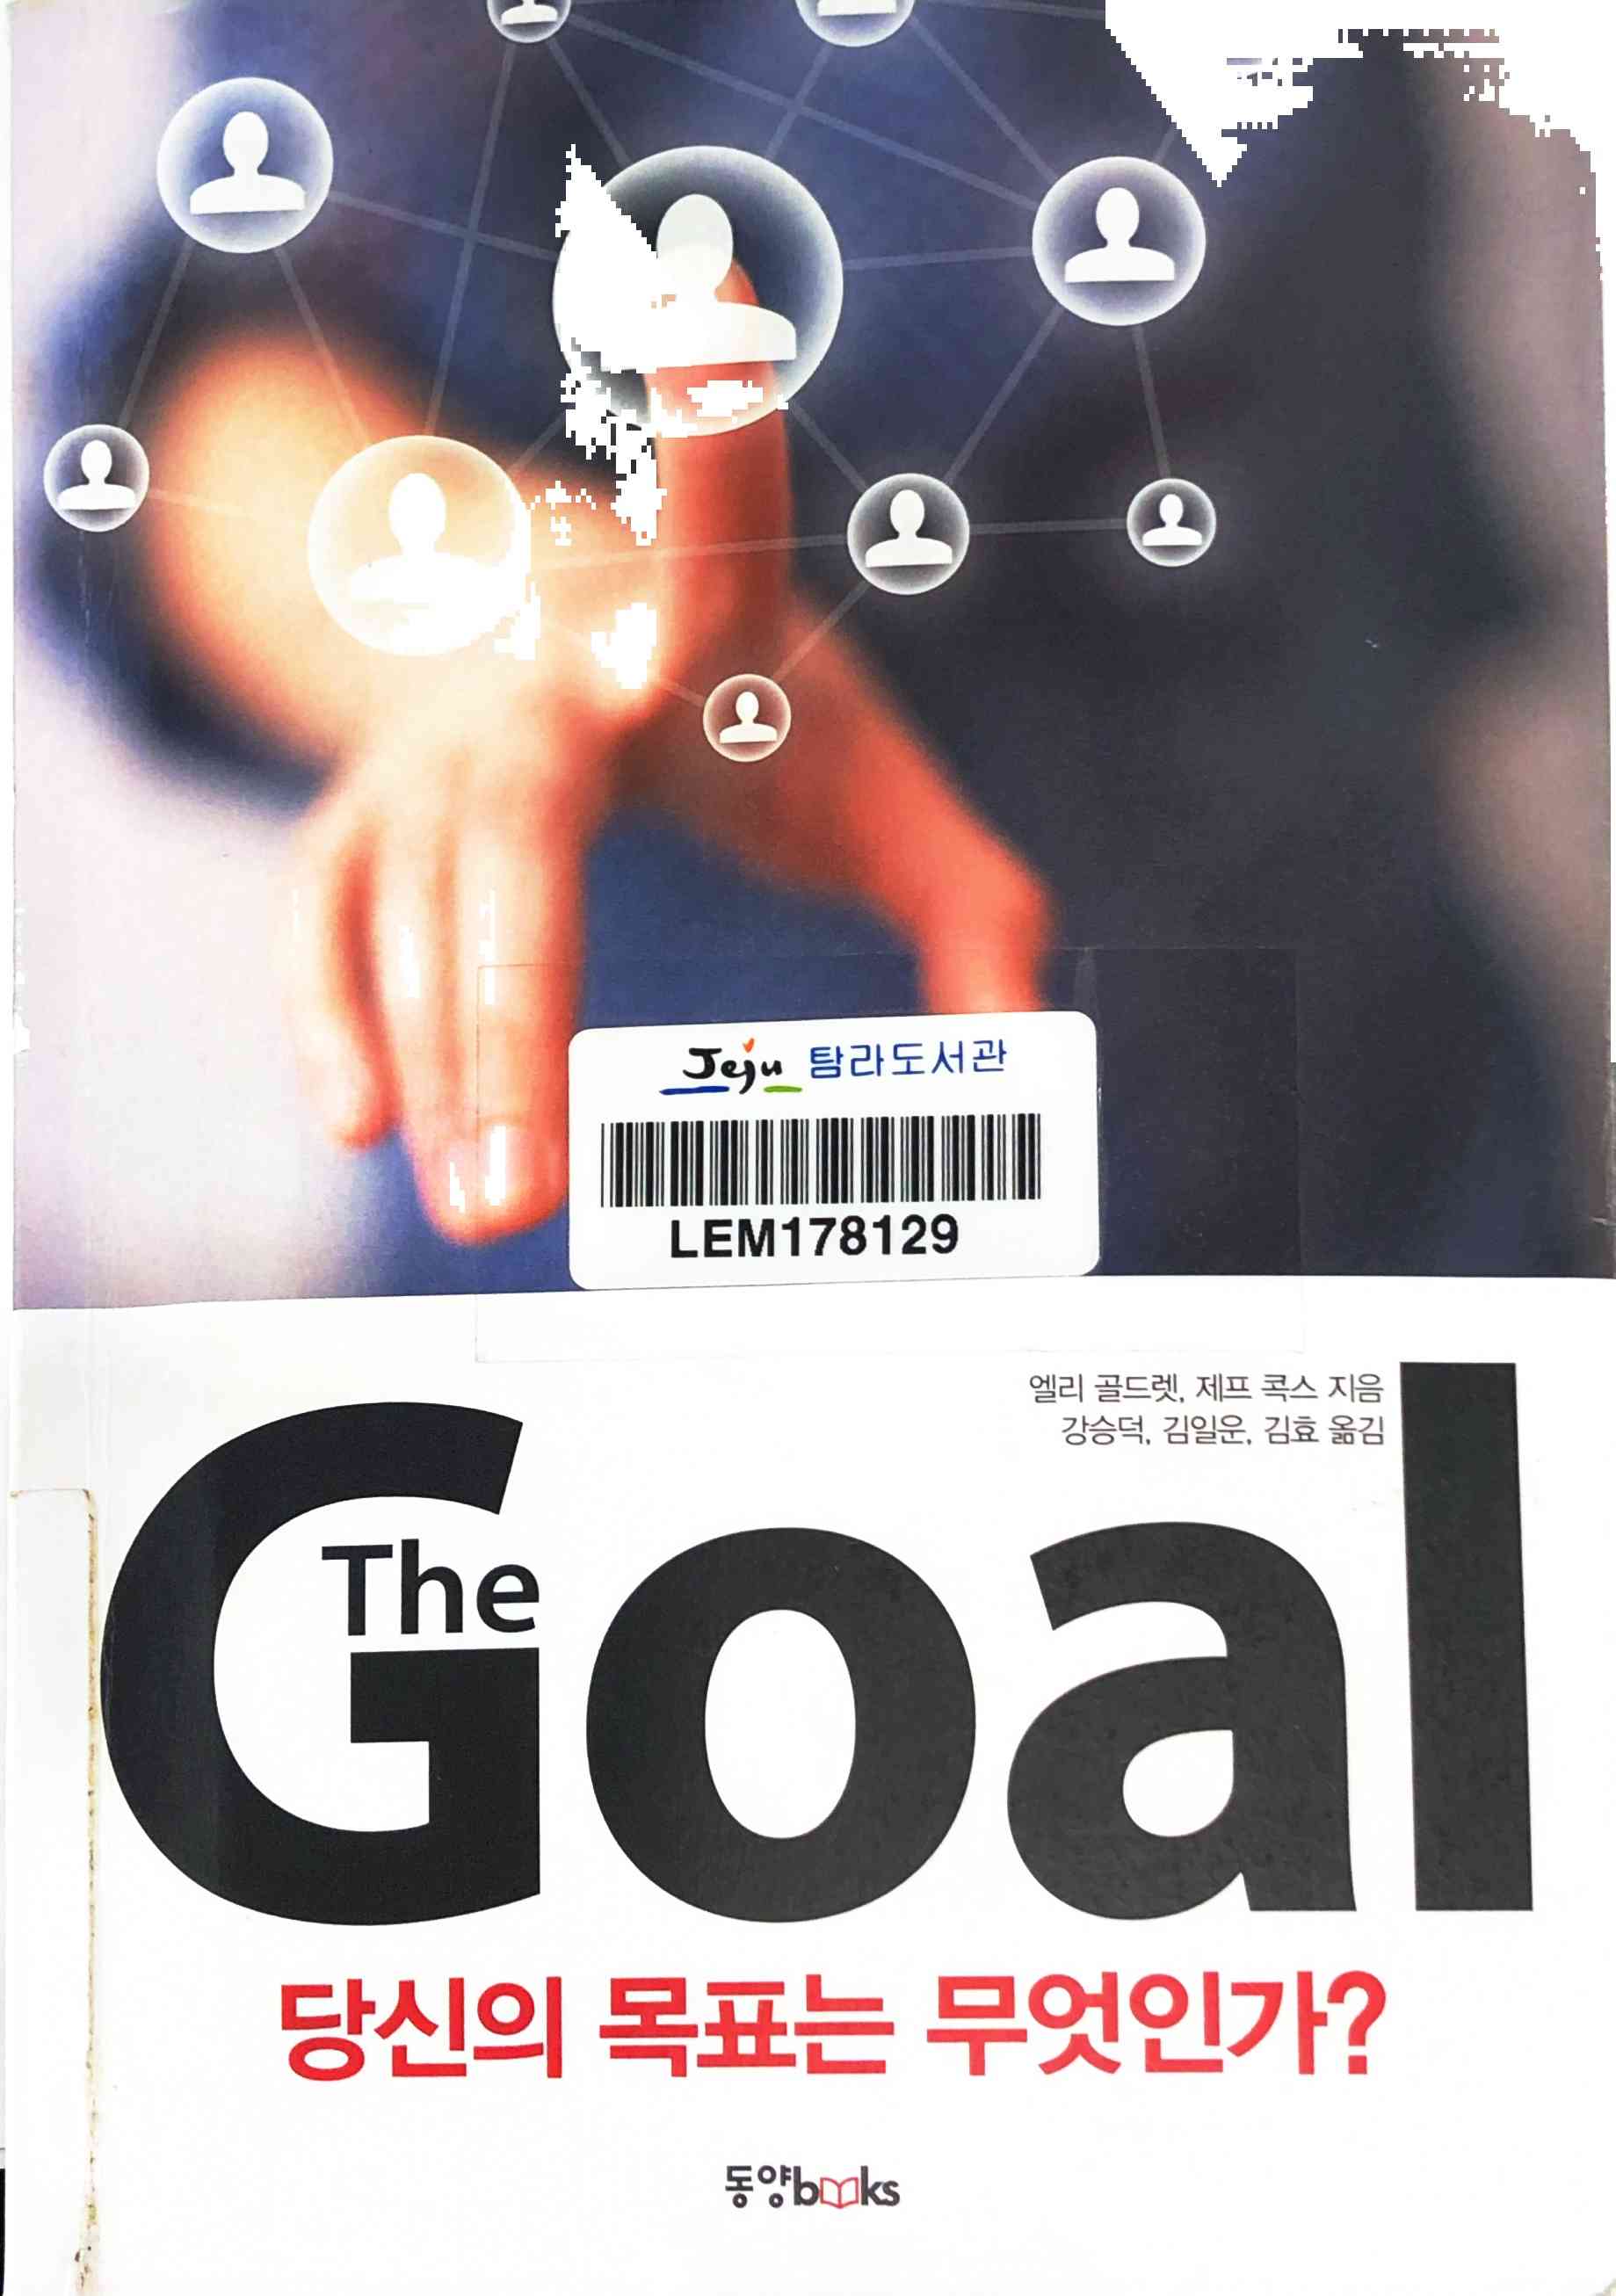 Jeju 탐라도서관
LEM178129
엘리 골드렛, 제프 콕스 지음
강승덕, 김일운, 김효 옮김
The
Goal
당신의 목표는 무엇인가?
동양books